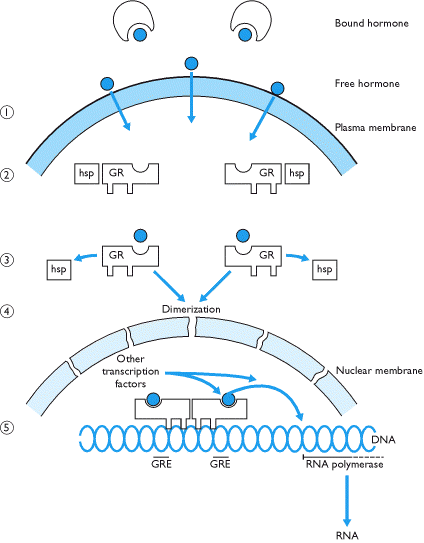 Bound hormone
Free hormone
①
Plasma membrane
②
hsp
GR
GR
hsp
③
GR
GR
hsp
hsp
④
Dimerization
Other
transcription
factors
Nuclear membrane
⑤
DNA
GRE
GRE
RNA polymerase
RNA